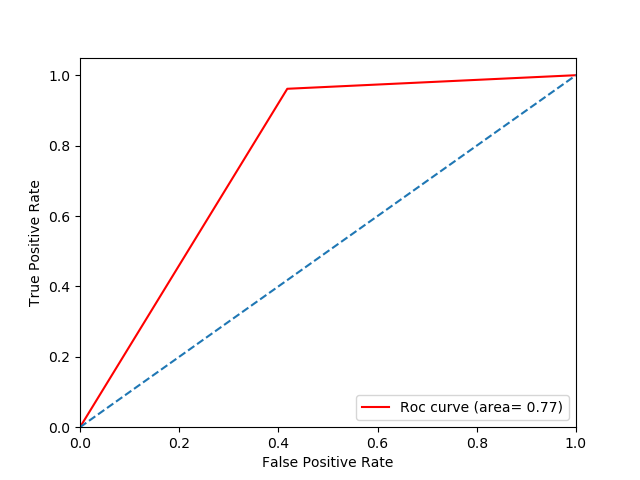 True Positive Rate
1.0
0.8
0.6
0.4
0.2
0.0
0.0 0.2 0.4 0.6 0.8 1.0
False Positive Rate
Roc curve (area= 0.77)